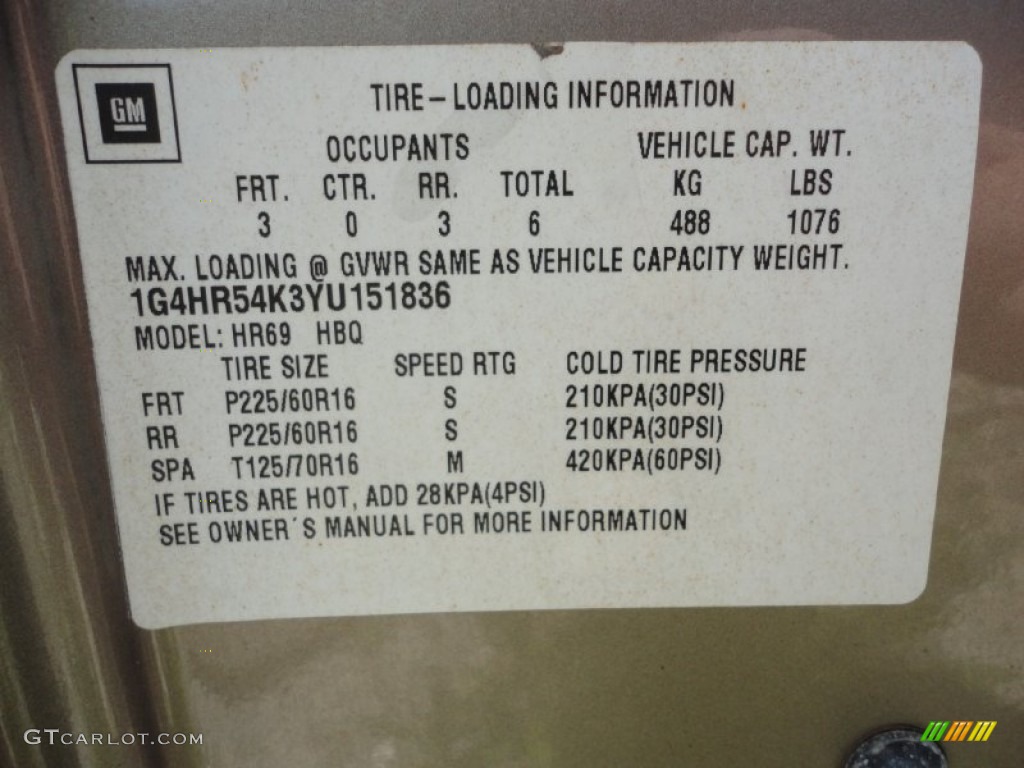 GM
TIRE-LOADING INFORMATION
OCCUPANTS VEHICLE CAP. WT.
FRT. CTR. RR. TOTAL KG LBS
3 0 3 6 488 1076
MAX. LOADING @ GVWR SAME AS VEHICLE CAPACITY WEIGHT.
1G4HR54K3YU151836
MODEL: HR69 HBQ
TIRE SIZE SPEED RTG COLD TIRE PRESSURE
FRT P225/60R16 S 210KPA(30PSI)
RR P225/60R16 S 210KPA(30PSI)
SPA T125/70R16 M 420KPA(60PSI)
IF TIRES ARE HOT, ADD 28KPA(4PSI)
SEE OWNER´S MANUAL FOR MORE INFORMATION
GTCARLOT.COM